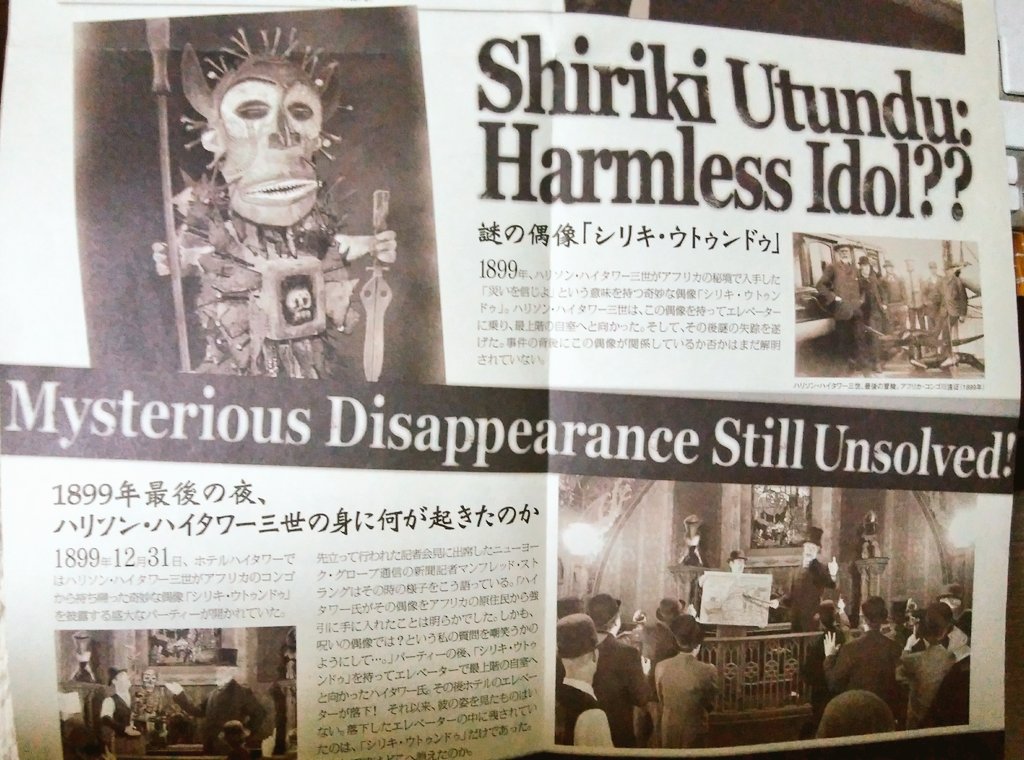 Shiriki Utundu:
Harmless Idol??
謎の偶像「シリキ・ウトゥンドゥ」
1899年、ハリソン・ハイタワー三世がアフリカの秘境で入手した
「災いを信じよ」という意味を持つ奇妙な偶像「シリキ・ウトゥン
ドゥ」。ハリソン・ハイタワー三世は、この偶像を持ってエレベーター
に乗り、最上階の自室へと向かった。そして、その後謎の失踪を遂
げた。事件の背後にこの偶像が関係しているか否かはまだ解明
されていない。
ハリソン・ハイタワー三世、最後の冒険、アフリカ・コンゴ川遠征(1899年)
Mysterious Disappearance Still Unsolved!
1899年最後の夜、
ハリソン・ハイタワー三世の身に何が起きたのか
1899年12月31日、ホテルハイタワーで
はハリソン・ハイタワー三世がアフリカのコンゴ
から持ち帰った奇妙な偶像「シリキ・ウトゥンドゥ」
を披露する盛大なパーティーが開かれていた。
先立って行われた記者会見に出席したニューヨー
ク・グローブ通信の新聞記者マンフレッド・スト
ラングはその時の様子をこう語っている。「ハイ
タワー氏がその偶像をアフリカの原住民から強
引に手に入れたことは明らかでした。しかも、
呪いの偶像では?という私の質問を嘲笑うかの
ようにして…。」パーティーの後、「シリキ・ウトゥ
ンドゥ」を持ってエレベーターで最上階の自室へ
と向かったハイタワー氏。その後ホテルのエレベー
ターが落下! それ以来、彼の姿を見たものはい
ない。落下したエレベーターの中に残されてい
たのは、「シリキ・ウトゥンドゥ」だけであった。